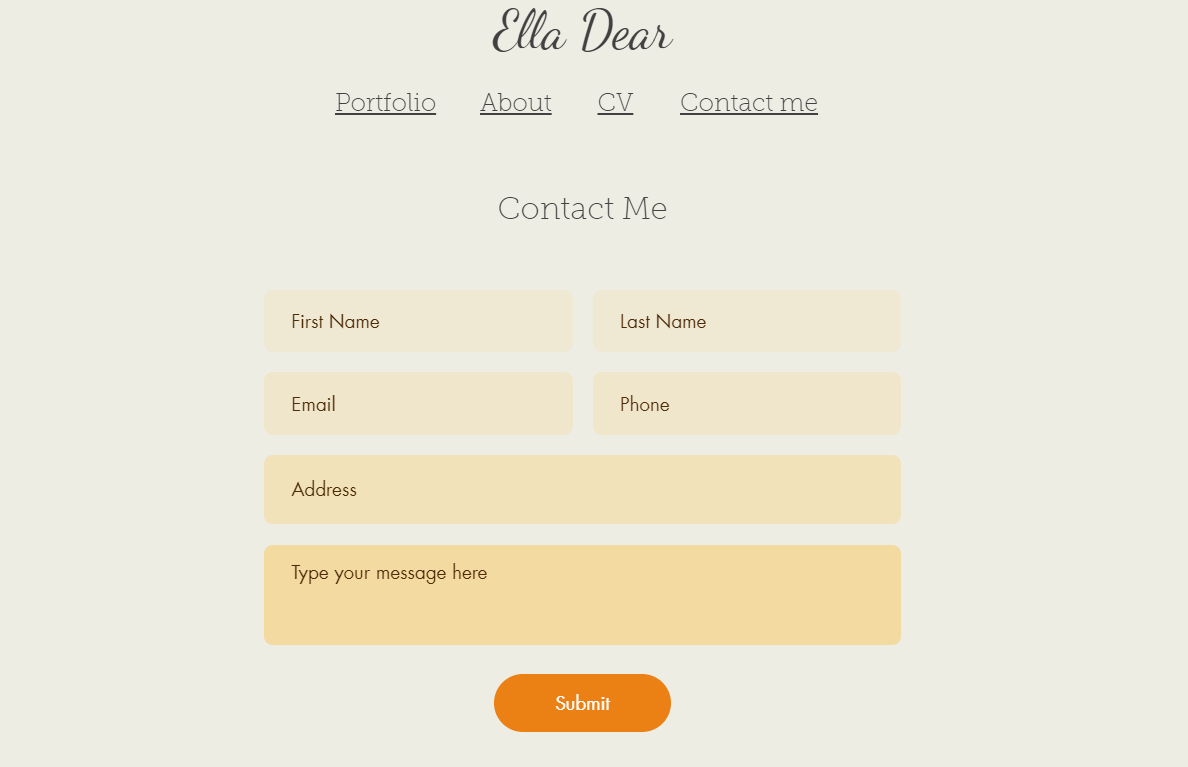 Ella Dear
Portfolio About CV Contact me
Contact Me
First Name Last Name
Email Phone
Address
Type your message here
Submit